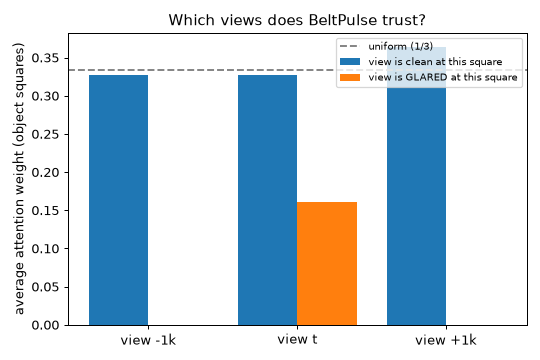 Which views does BeltPulse trust?
uniform (1/3)
view is clean at this square
view is GLARED at this square
average attention weight (object squares)
0.35
0.30
0.25
0.20
0.15
0.10
0.05
0.00
view -1k
view t
view +1k